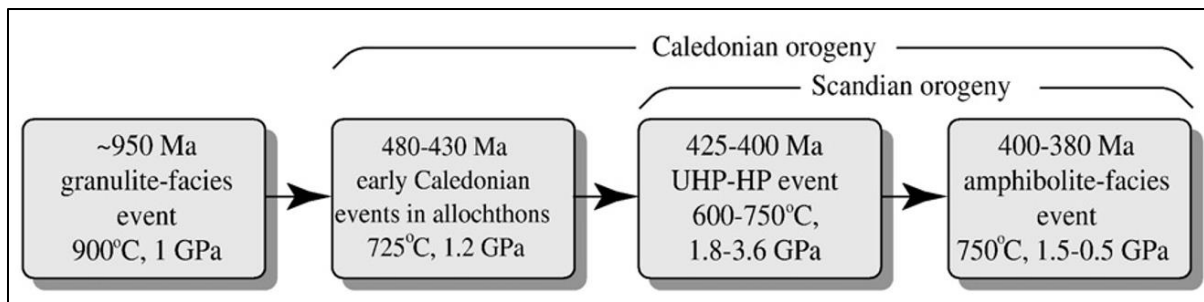 Caledonian orogeny
Scandian orogeny
~950 Ma
granulite-facies
event
900°C, 1 GPa
480-430 Ma
early Caledonian
events in allochthons
725°C, 1.2 GPa
425-400 Ma
UHP-HP event
600-750°C,
1.8-3.6 GPa
400-380 Ma
amphibolite-facies
event
750°C, 1.5-0.5 GPa